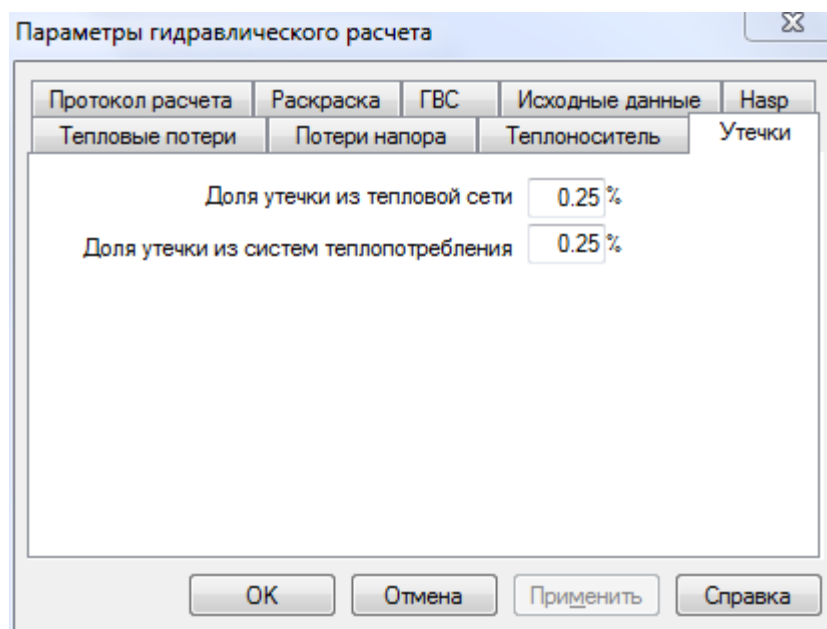 Параметры гидравлического расчета
Протокол расчета Раскраска ГВС Исходные данные Hasp
Тепловые потери Потери напора Теплоноситель Утечки
Доля утечки из тепловой сети 0.25 %
Доля утечки из систем теплопотребления 0.25 %
OK Отмена Применить Справка